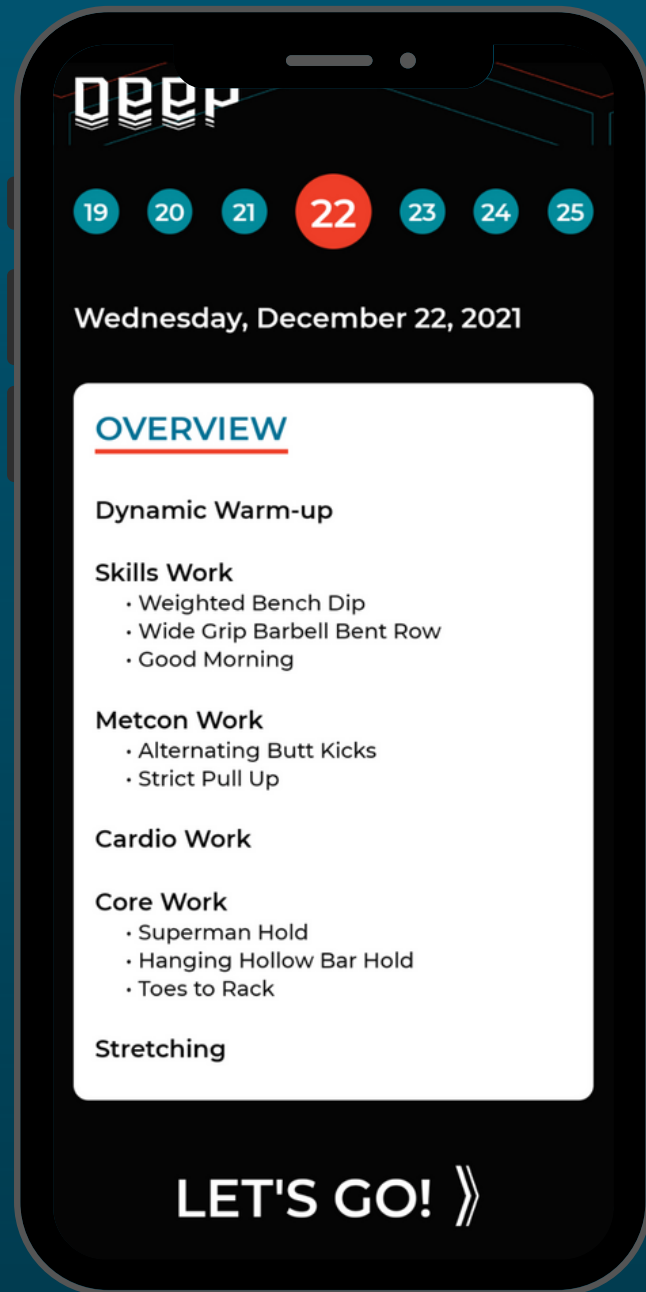 DEEP
19 20 21 22 23 24 25
Wednesday, December 22, 2021
OVERVIEW
Dynamic Warm-up
Skills Work
• Weighted Bench Dip
• Wide Grip Barbell Bent Row
• Good Morning
Metcon Work
• Alternating Butt Kicks
• Strict Pull Up
Cardio Work
Core Work
• Superman Hold
• Hanging Hollow Bar Hold
• Toes to Rack
Stretching
LET'S GO!